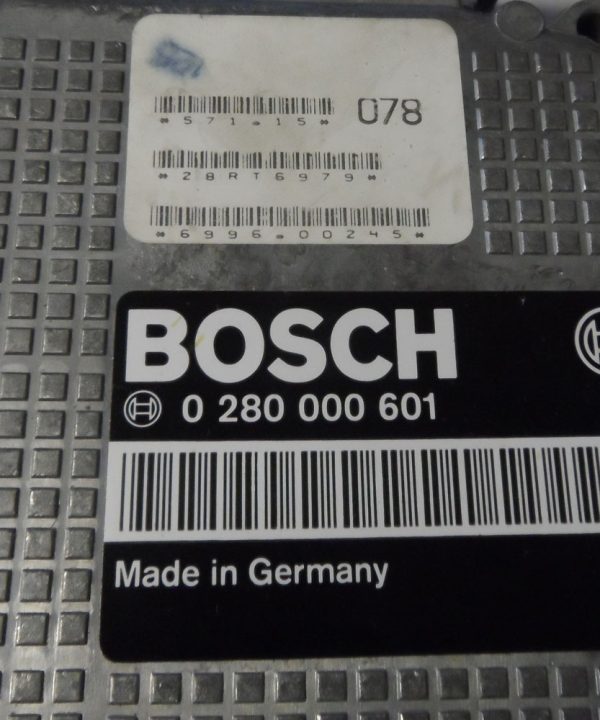 *571.15* 078
*28RT6979*
*6996.00245*
BOSCH
0 280 000 601
Made in Germany